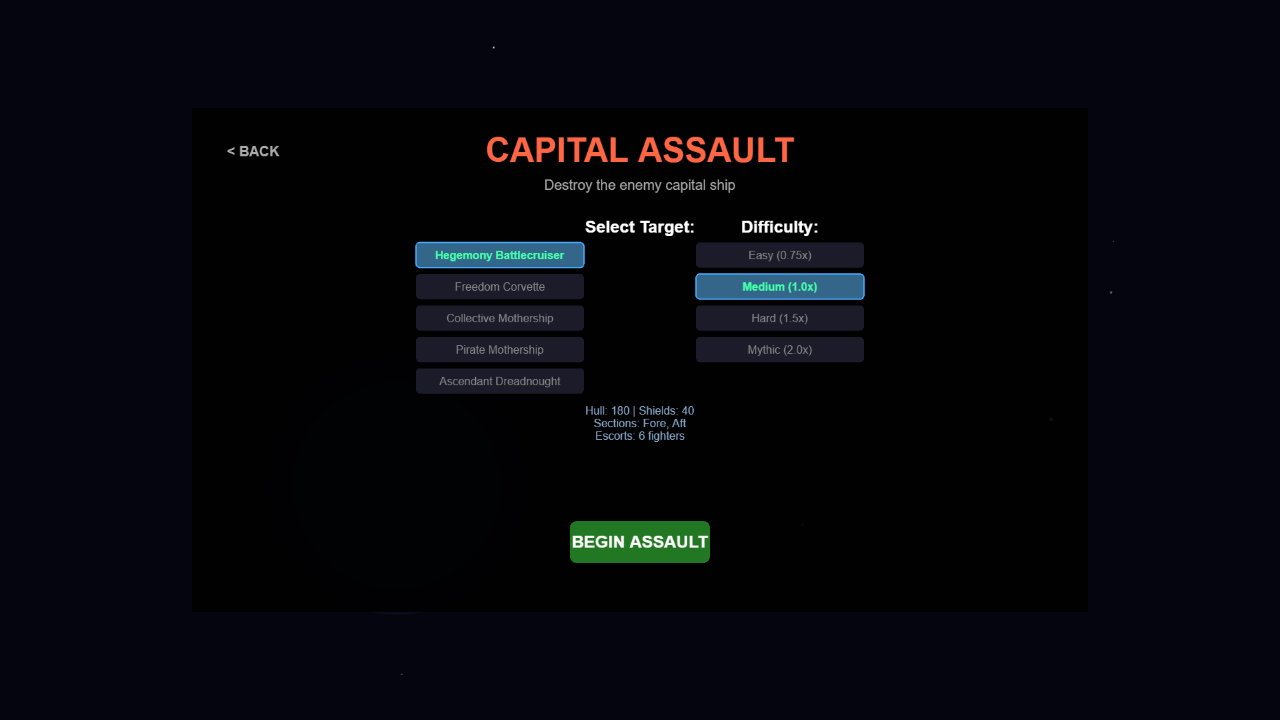 < BACK
CAPITAL ASSAULT
Destroy the enemy capital ship
Select Target:
Hegemony Battlecruiser
Freedom Corvette
Collective Mothership
Pirate Mothership
Ascendant Dreadnought
Difficulty:
Easy (0.75x)
Medium (1.0x)
Hard (1.5x)
Mythic (2.0x)
Hull: 180 | Shields: 40
Sections: Fore, Aft
Escorts: 6 fighters
BEGIN ASSAULT